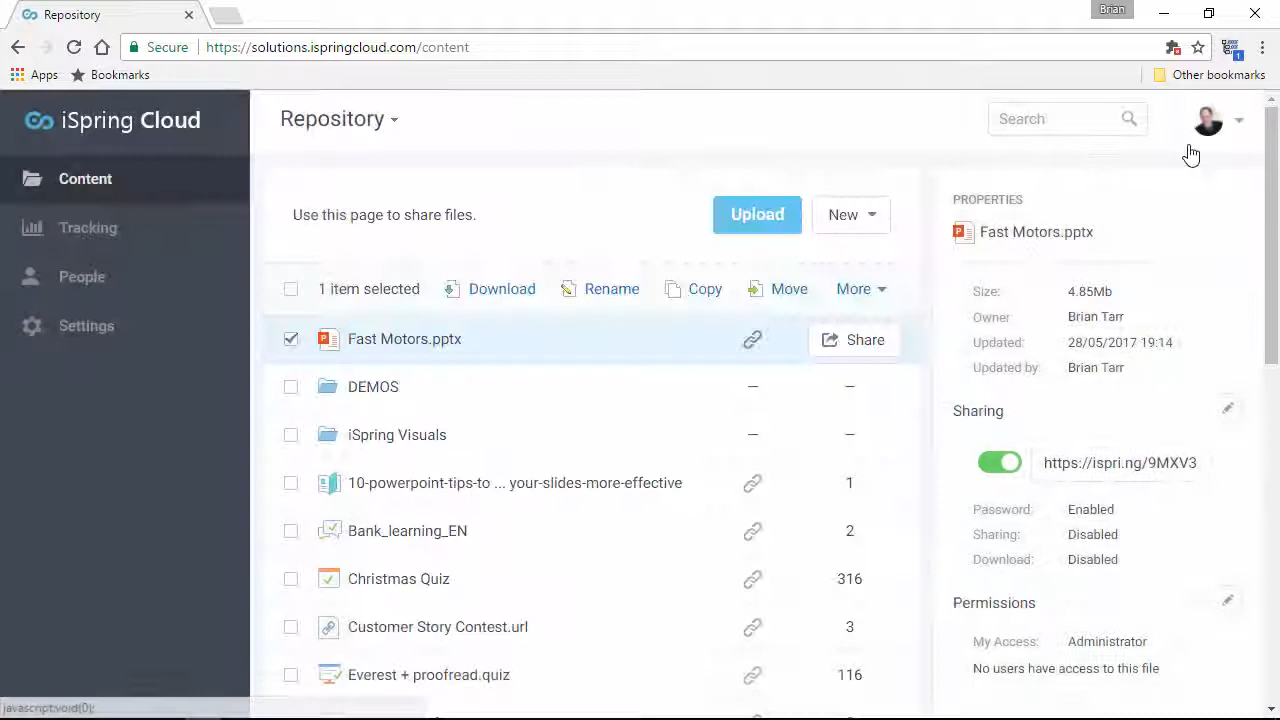 Repository
Brian
Secure
https://solutions.ispringcloud.com/content
1
Apps
Bookmarks
Other bookmarks
iSpring Cloud
Repository
Search
Content
Tracking
People
Settings
Use this page to share files.
Upload
New
1 item selected
Download
Rename
Copy
Move
More
Fast Motors.pptx
Share
DEMOS
–
–
iSpring Visuals
–
–
10-powerpoint-tips-to ... your-slides-more-effective
1
Bank_learning_EN
2
Christmas Quiz
316
Customer Story Contest.url
3
Everest + proofread.quiz
116
PROPERTIES
Fast Motors.pptx
Size: 4.85Mb
Owner Brian Tarr
Updated: 28/05/2017 19:14
Updated by: Brian Tarr
Sharing
https://ispri.ng/9MXV3
Password: Enabled
Sharing: Disabled
Download: Disabled
Permissions
My Access: Administrator
No users have access to this file
javascript:void(0);